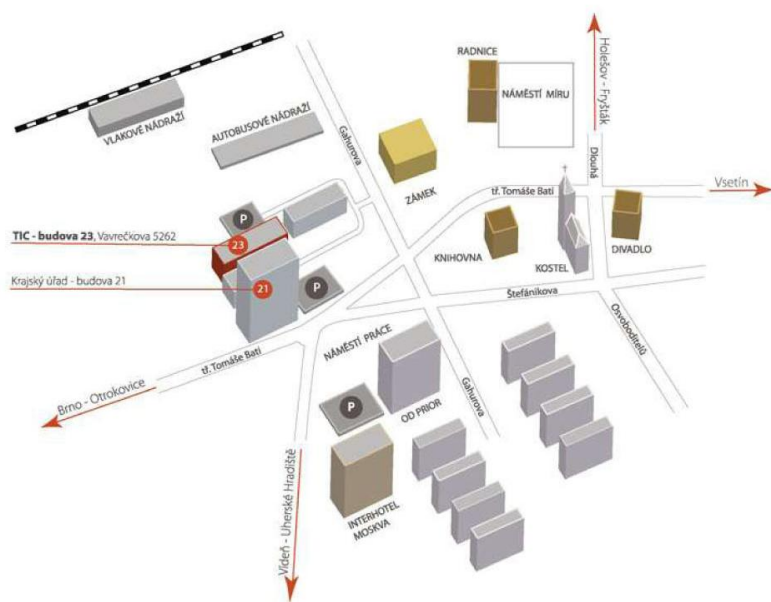 RADNICE
NÁMĚSTÍ MÍRU
Holešov - Fryšták
VLAKOVÉ NÁDRAŽÍ
AUTOBUSOVÉ NÁDRAŽÍ
Gahurova
ZÁMEK
Dlouhá
tř. Tomáše Bati
Vsetín
P
TIC - budova 23, Vavrečkova 5262
23
KNIHOVNA
KOSTEL
DIVADLO
Krajský úřad - budova 21
21
P
Štefánikova
Osvoboditelů
NÁMĚSTÍ PRÁCE
tř. Tomáše Bati
Brno - Otrokovice
P
OD PRIOR
Gahurova
Vídeň - Uherské Hradiště
INTERHOTEL
MOSKVA